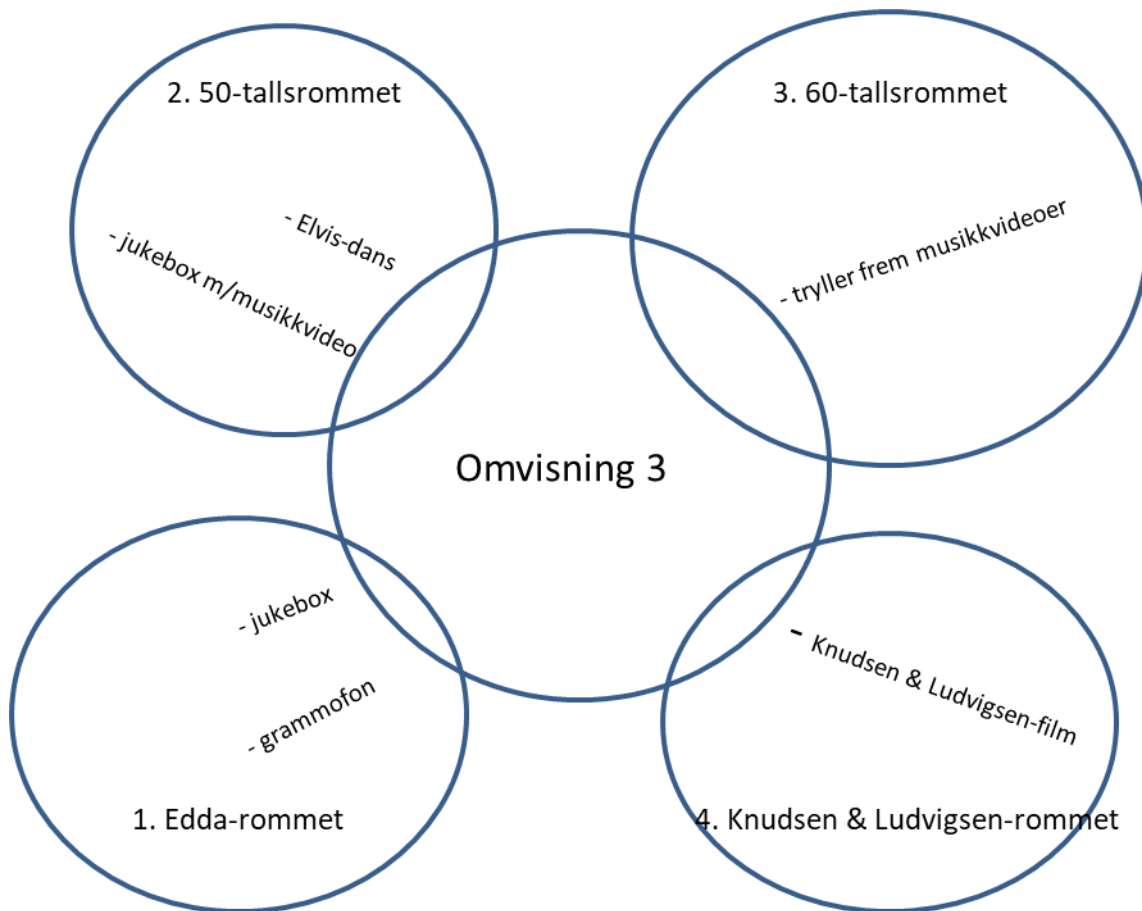 2. 50-tallsrommet
- Elvis-dans
- jukebox m/musikkvideo
3. 60-tallsrommet
- tryller frem musikkvideoer
Omvisning 3
- jukebox
- grammofon
1. Edda-rommet
- Knudsen & Ludvigsen-film
4. Knudsen & Ludvigsen-rommet